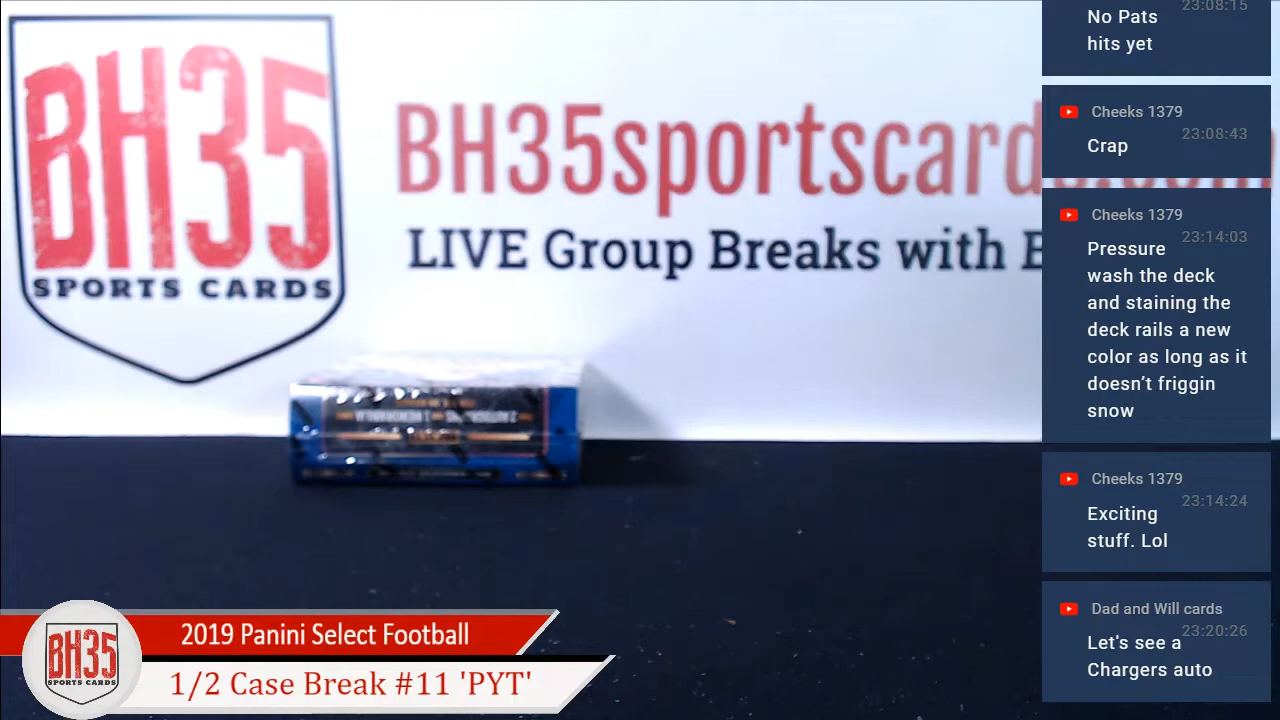 BH35
SPORTS CARDS
BH35sportscard
LIVE Group Breaks with
23:08:15
No Pats
hits yet
Cheeks 1379
23:08:43
Crap
Cheeks 1379
23:14:03
Pressure
wash the deck
and staining the
deck rails a new
color as long as it
doesn’t friggin
snow
Cheeks 1379
23:14:24
Exciting
stuff. Lol
Dad and Will cards
23:20:26
Let's see a
Chargers auto
BH35
SPORTS CARDS
2019 Panini Select Football
1/2 Case Break #11 'PYT'